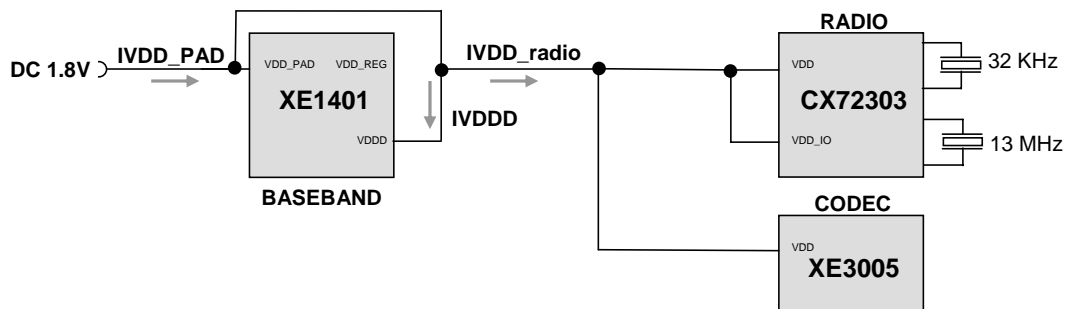 RADIO
IVDD_PAD
DC 1.8V
VDD_PAD
VDD_REG
XE1401
VDDD
BASEBAND
IVDD_radio
IVDDD
VDD
CX72303
VDD_IO
32 KHz
13 MHz
CODEC
VDD
XE3005